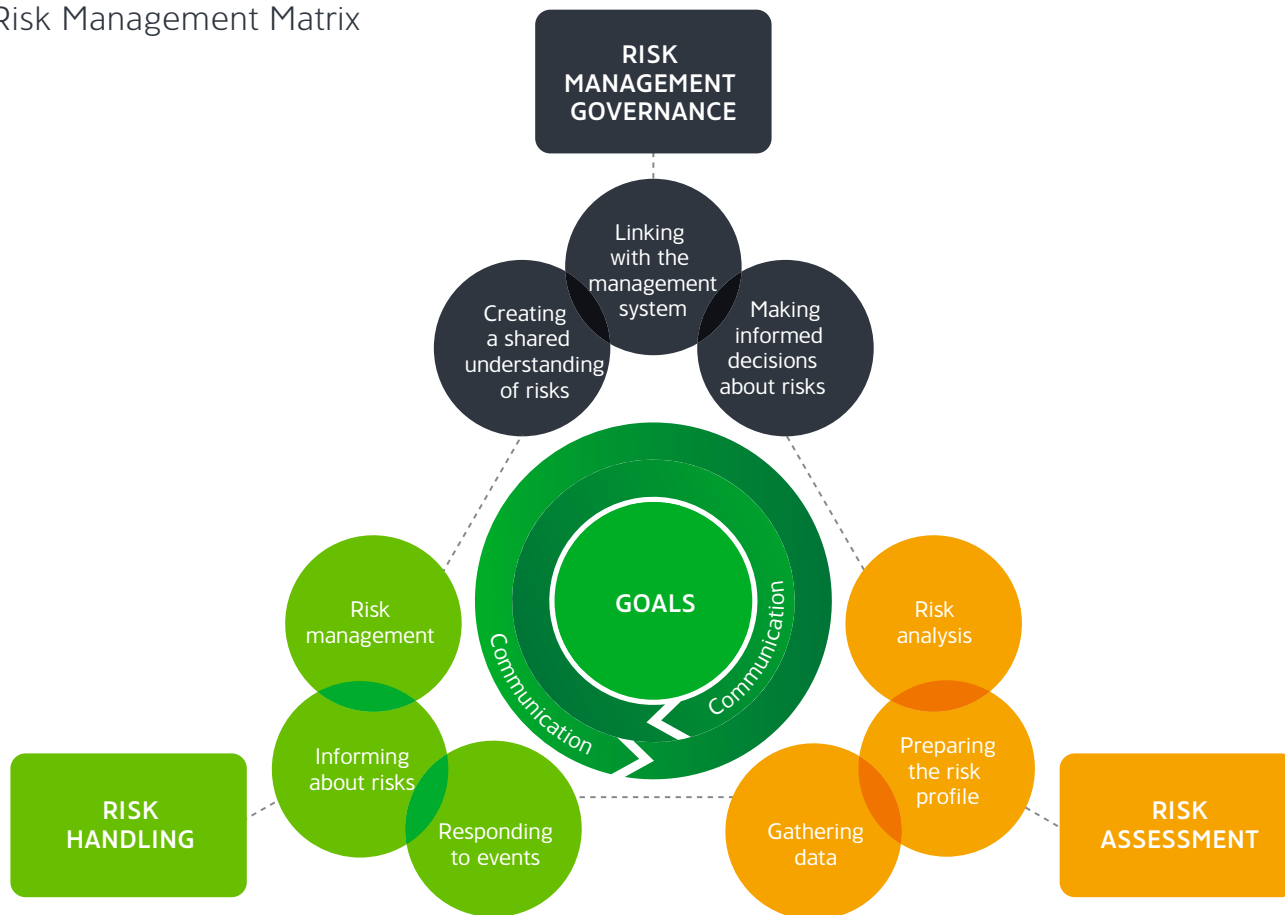 Risk Management Matrix
RISK
MANAGEMENT
GOVERNANCE
Linking
with the
management
system
Creating
a shared
understanding
of risks
Making
informed
decisions
about risks
GOALS
Communication
Communication
Risk
management
Informing
about risks
Responding
to events
RISK
HANDLING
Risk
analysis
Preparing
the risk
profile
Gathering
data
RISK
ASSESSMENT